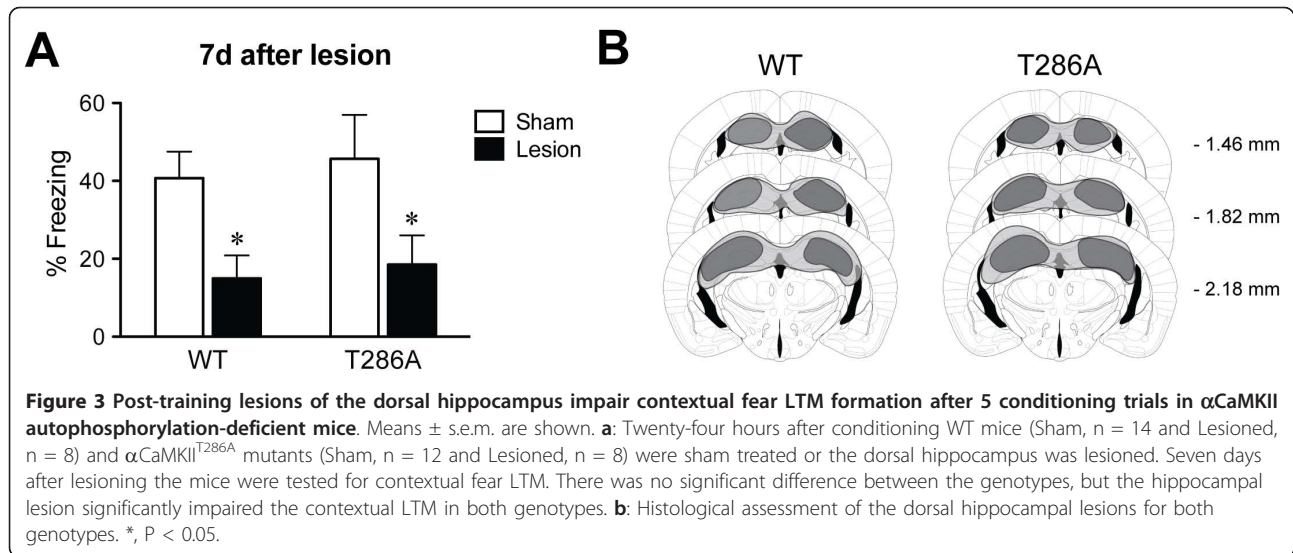 A
7d after lesion
60
40
20
0
% Freezing
*
*
WT
T286A
Sham
Lesion
B
WT
T286A
- 1.46 mm
- 1.82 mm
- 2.18 mm
Figure 3 Post-training lesions of the dorsal hippocampus impair contextual fear LTM formation after 5 conditioning trials in αCaMKII
autophosphorylation-deficient mice. Means ± s.e.m. are shown. a: Twenty-four hours after conditioning WT mice (Sham, n = 14 and Lesioned,
n = 8) and αCaMKIIT286A mutants (Sham, n = 12 and Lesioned, n = 8) were sham treated or the dorsal hippocampus was lesioned. Seven days
after lesioning the mice were tested for contextual fear LTM. There was no significant difference between the genotypes, but the hippocampal
lesion significantly impaired the contextual LTM in both genotypes. b: Histological assessment of the dorsal hippocampal lesions for both
genotypes. *, P < 0.05.